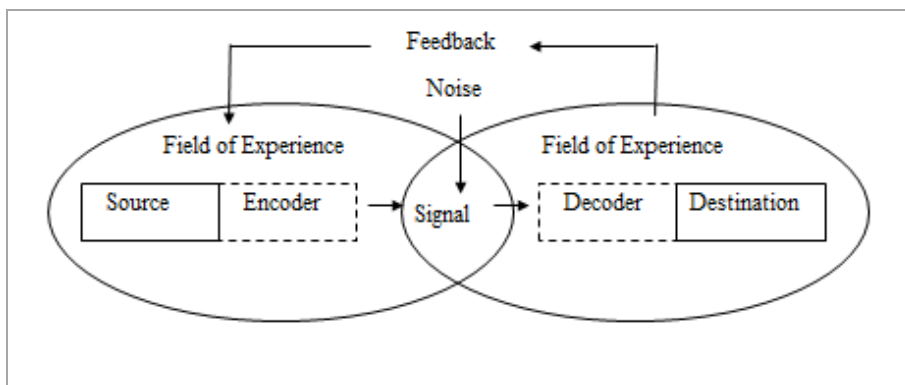 Feedback
Noise
Field of Experience
Field of Experience
Source
Encoder
Signal
Decoder
Destination